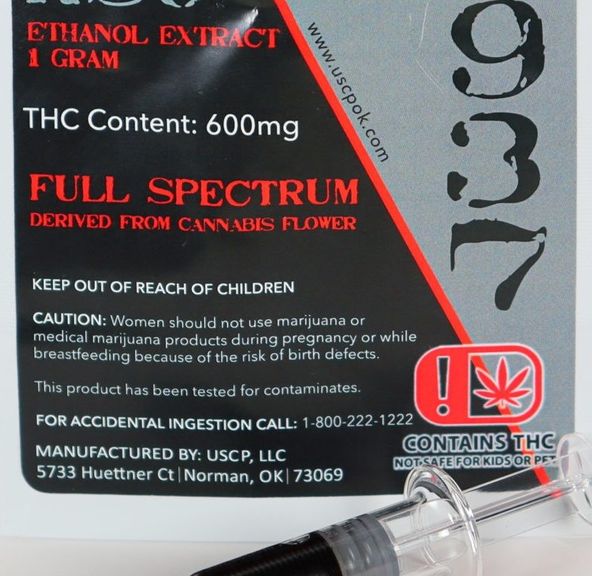 RSO
ETHANOL EXTRACT
1 GRAM
THC Content: 600mg
FULL SPECTRUM
DERIVED FROM CANNABIS FLOWER
KEEP OUT OF REACH OF CHILDREN
CAUTION: Women should not use marijuana or
medical marijuana products during pregnancy or while
breastfeeding because of the risk of birth defects.
This product has been tested for contaminates.
FOR ACCIDENTAL INGESTION CALL: 1-800-222-1222
MANUFACTURED BY: USCP, LLC
5733 Huettner Ct | Norman, OK | 73069
www.uscpok.com
937
!
CONTAINS THC
NOT SAFE FOR KIDS OR PET